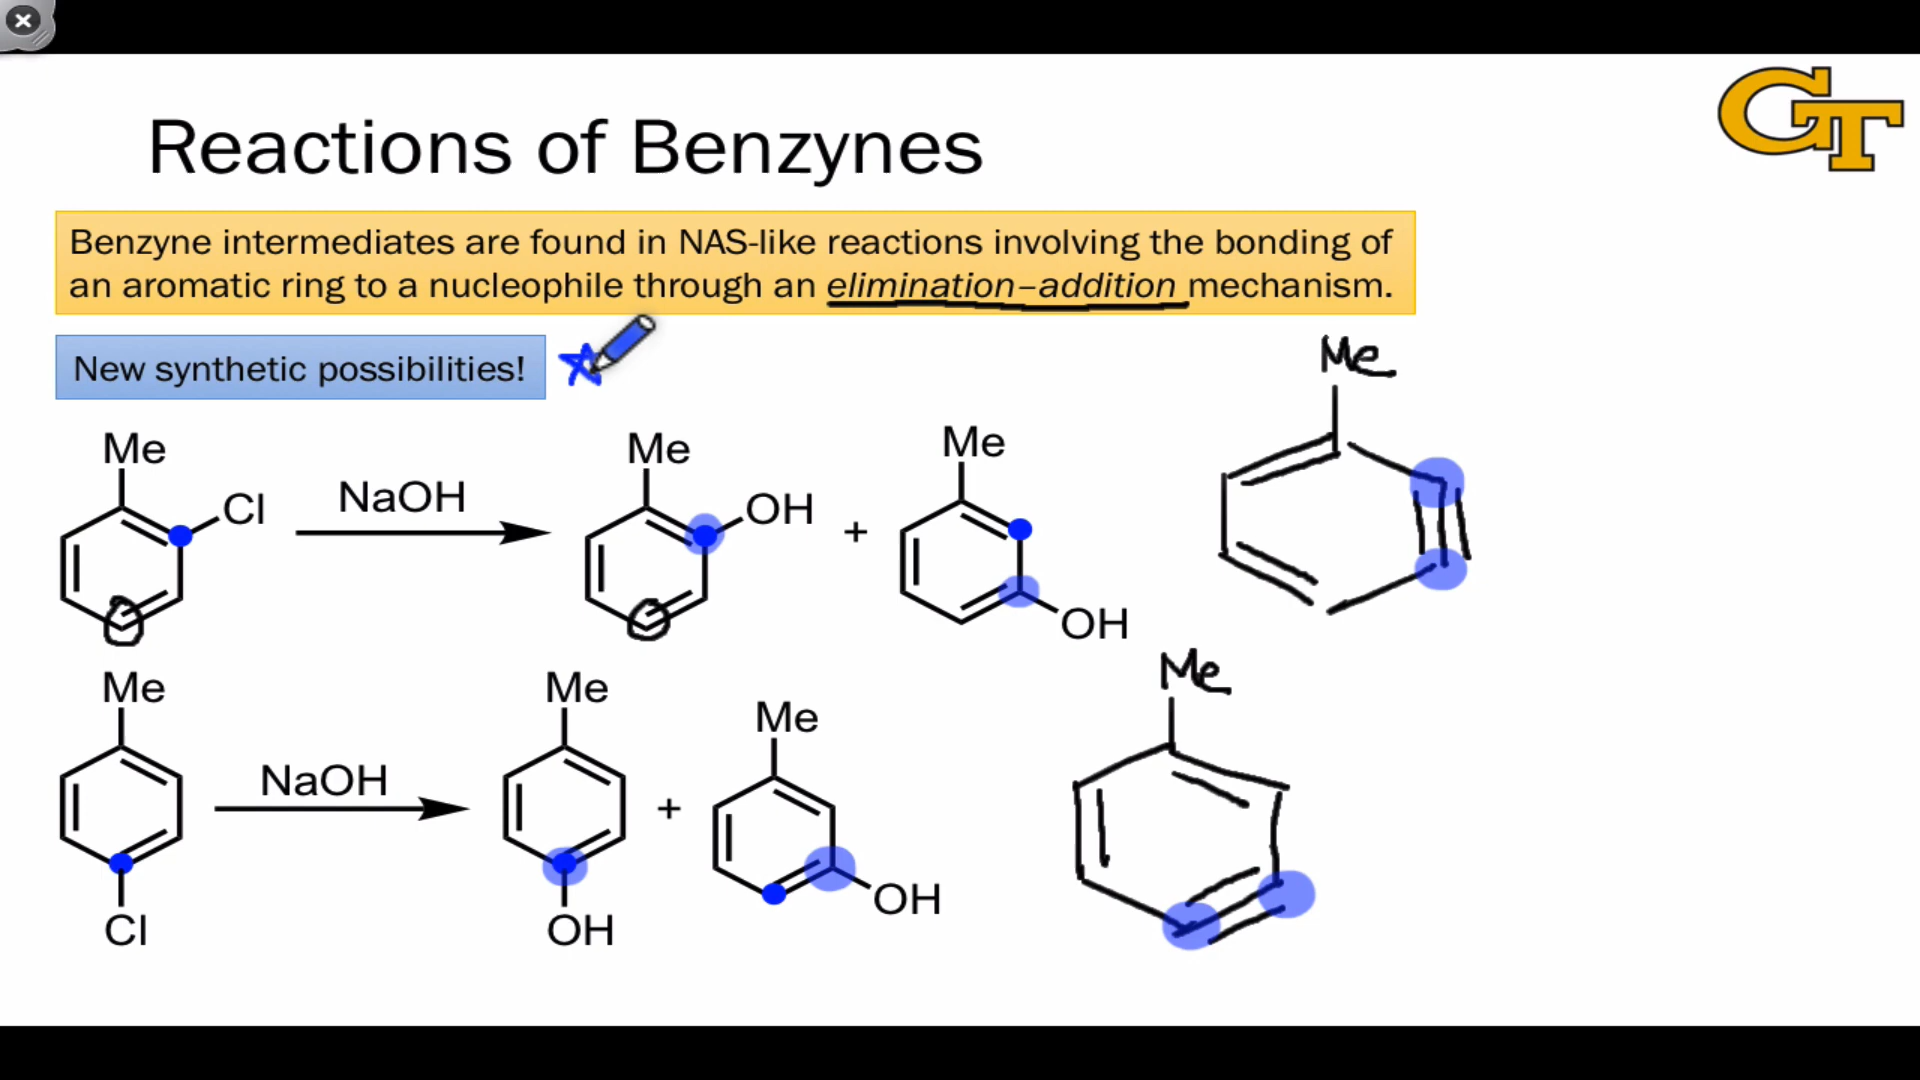 GT
Reactions of Benzynes
Benzyne intermediates are found in NAS-like reactions involving the bonding of
an aromatic ring to a nucleophile through an elimination–addition mechanism.
New synthetic possibilities!
Me
Me
Cl
NaOH
Me
OH
+
Me
OH
Me
Me
Cl
NaOH
Me
OH
+
Me
OH